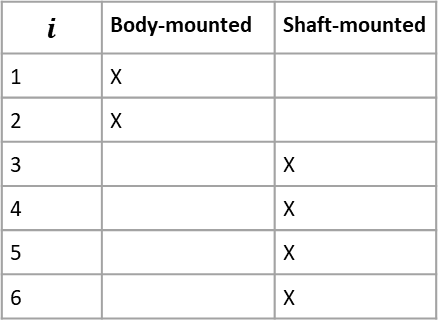 i Body-mounted Shaft-mounted
1 X
2 X
3 X
4 X
5 X
6 X